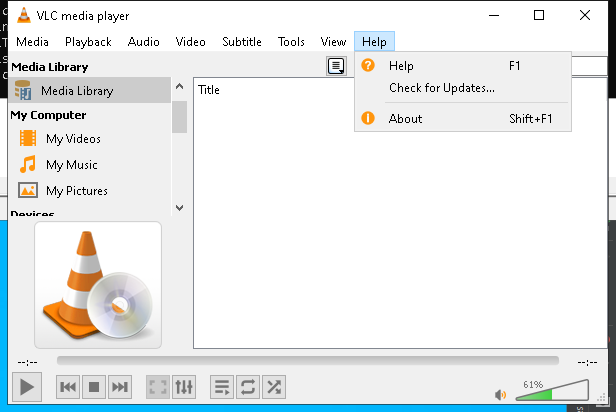 VLC media player
Media Playback Audio Video Subtitle Tools View Help
Media Library
Media Library
My Computer
My Videos
My Music
My Pictures
Devices
Title
Help F1
Check for Updates...
About Shift+F1
--:-- --:--
61%